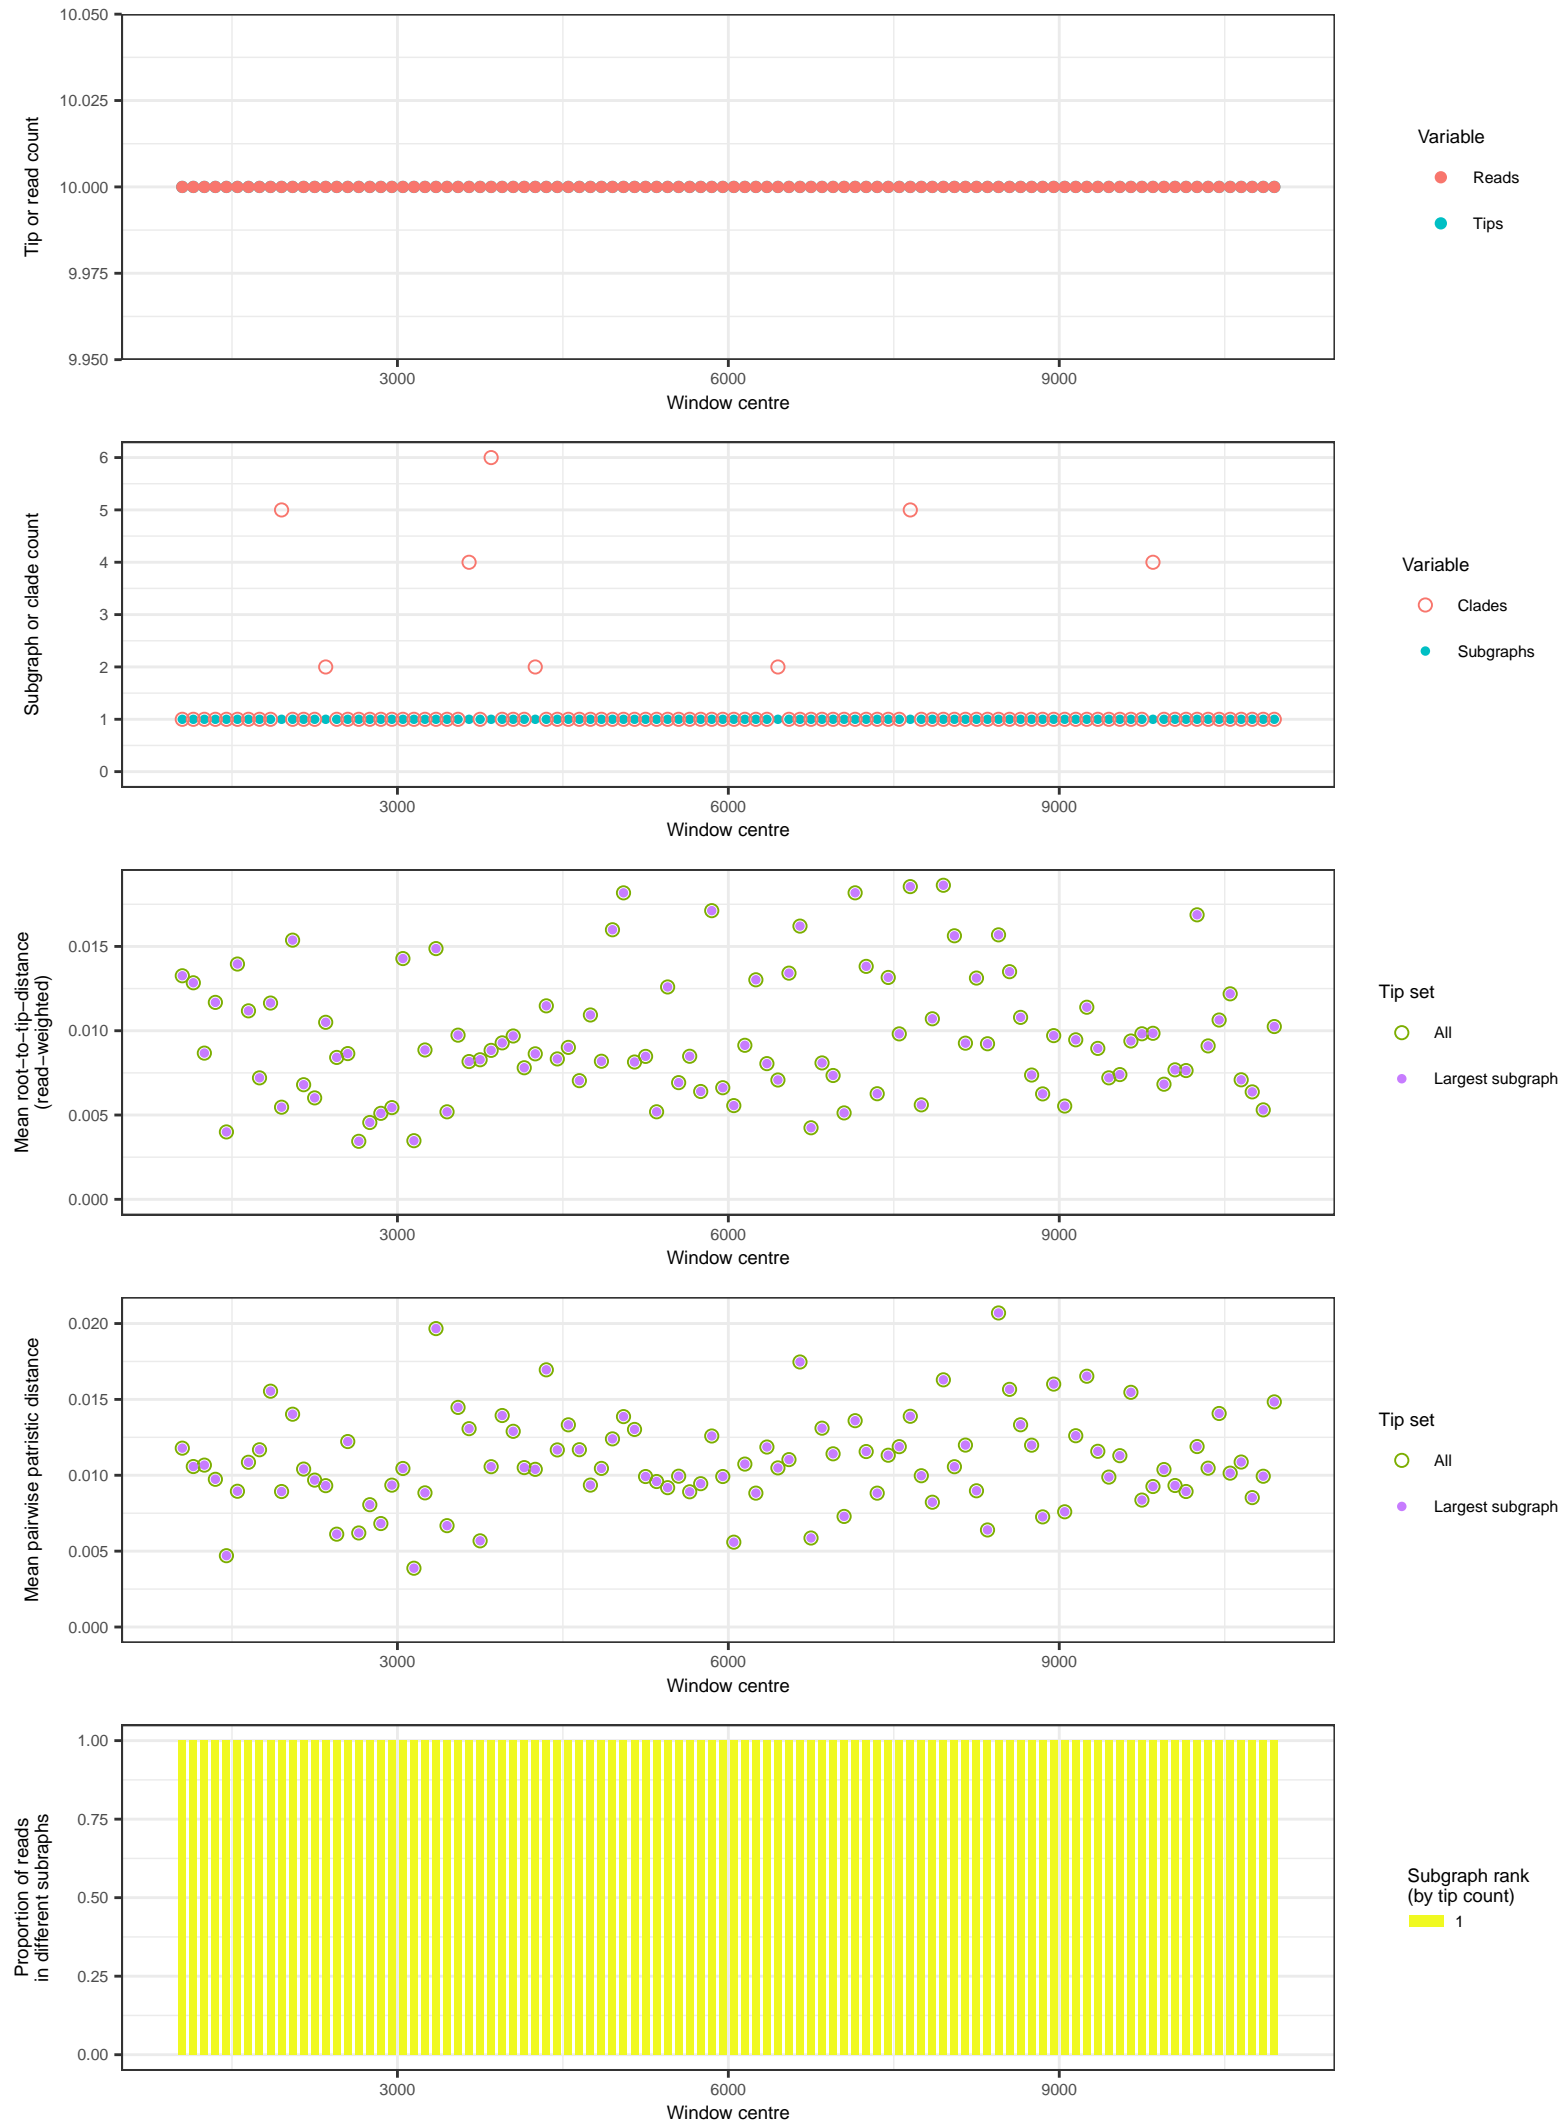 Tip or read count
10.050
10.025
10.000
9.975
9.950
3000
6000
9000
Window centre
Variable
Reads
Tips
Subgraph or clade count
6
5
4
3
2
1
0
3000
6000
9000
Window centre
Variable
Clades
Subgraphs
Mean root−to−tip−distance
(read−weighted)
0.015
0.010
0.005
0.000
3000
6000
9000
Window centre
Tip set
All
Largest subgraph
Mean pairwise patristic distance
0.020
0.015
0.010
0.005
0.000
3000
6000
9000
Window centre
Tip set
All
Largest subgraph
Proportion of reads
in different subraphs
1.00
0.75
0.50
0.25
0.00
3000
6000
9000
Window centre
Subgraph rank
(by tip count)
1